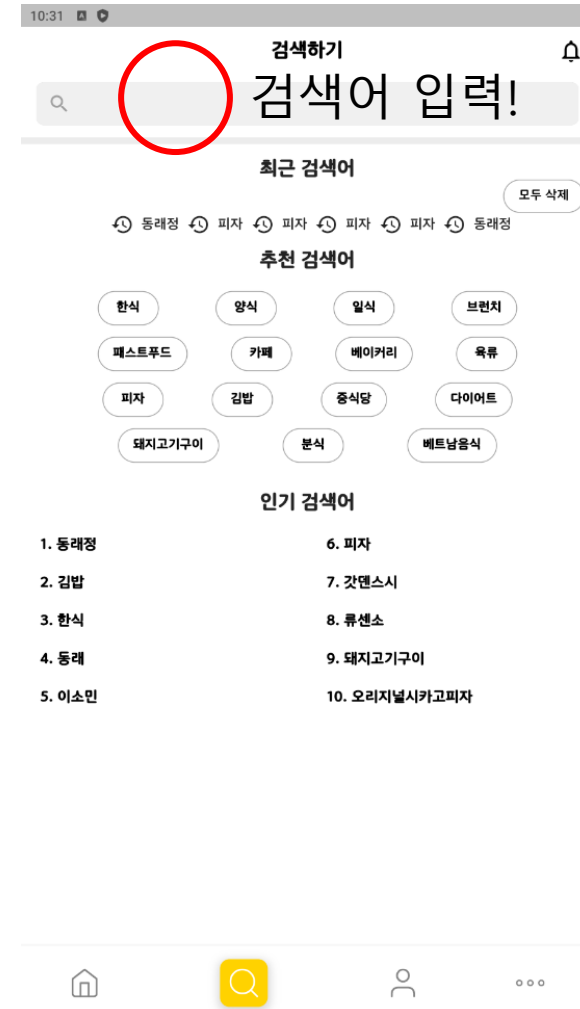 10:31
검색하기
검색어 입력!
최근 검색어
모두 삭제
동래정 피자 피자 피자 피자 동래정
추천 검색어
한식 양식 일식 브런치
패스트푸드 카페 베이커리 육류
피자 김밥 중식당 다이어트
돼지고기구이 분식 베트남음식
인기 검색어
1. 동래정 6. 피자
2. 김밥 7. 갓덴스시
3. 한식 8. 류센소
4. 동래 9. 돼지고기구이
5. 이소민 10. 오리지널시카고피자